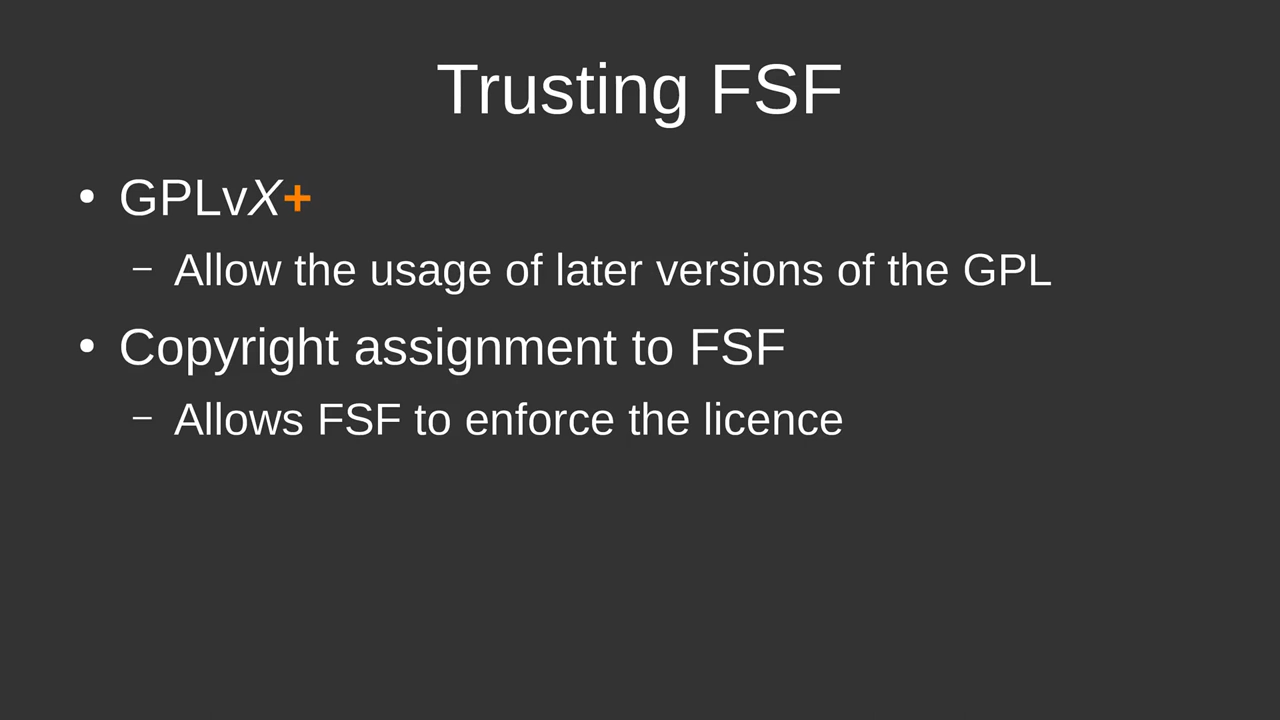 Trusting FSF
• GPLvX+
– Allow the usage of later versions of the GPL
• Copyright assignment to FSF
– Allows FSF to enforce the licence